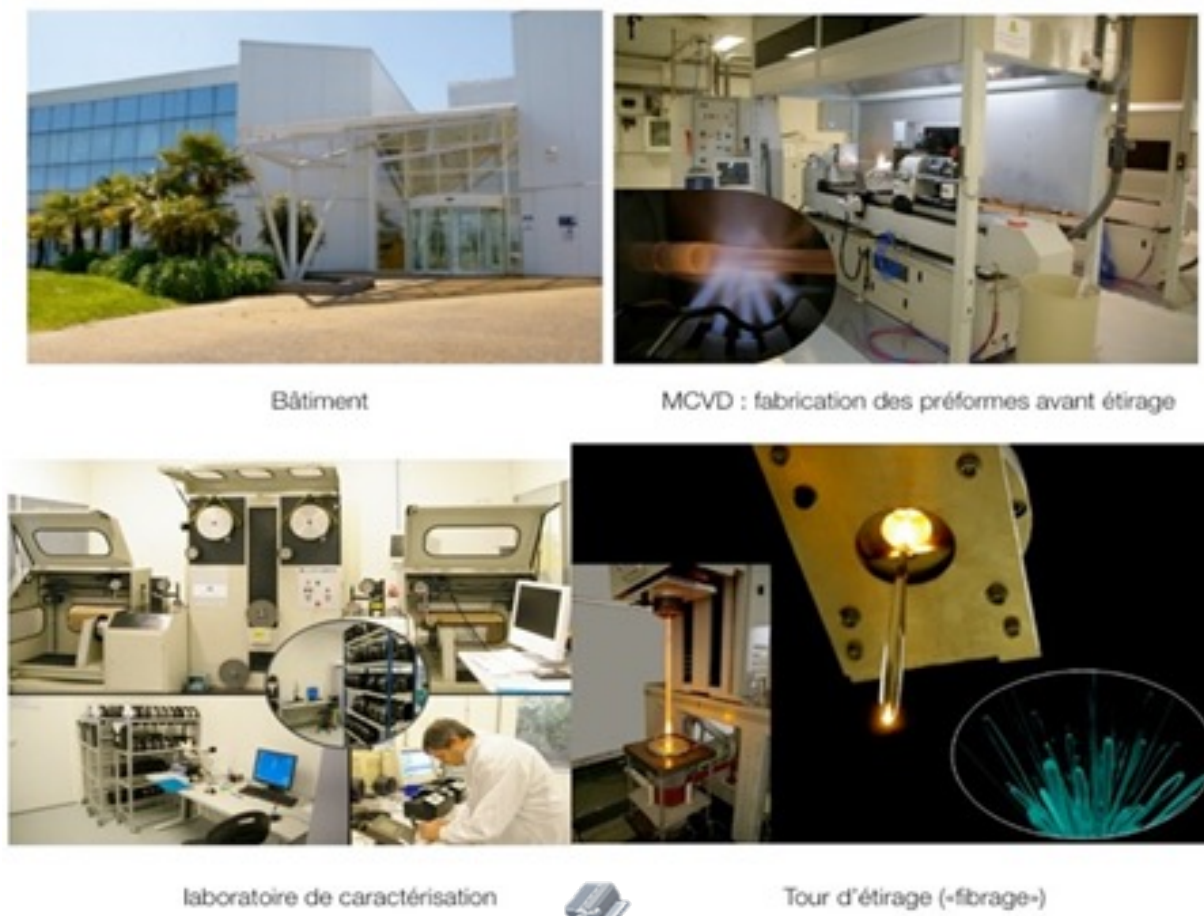 Bâtiment
MCVD : fabrication des préformes avant étirage
laboratoire de caractérisation
Tour d'étirage («fibrage»)